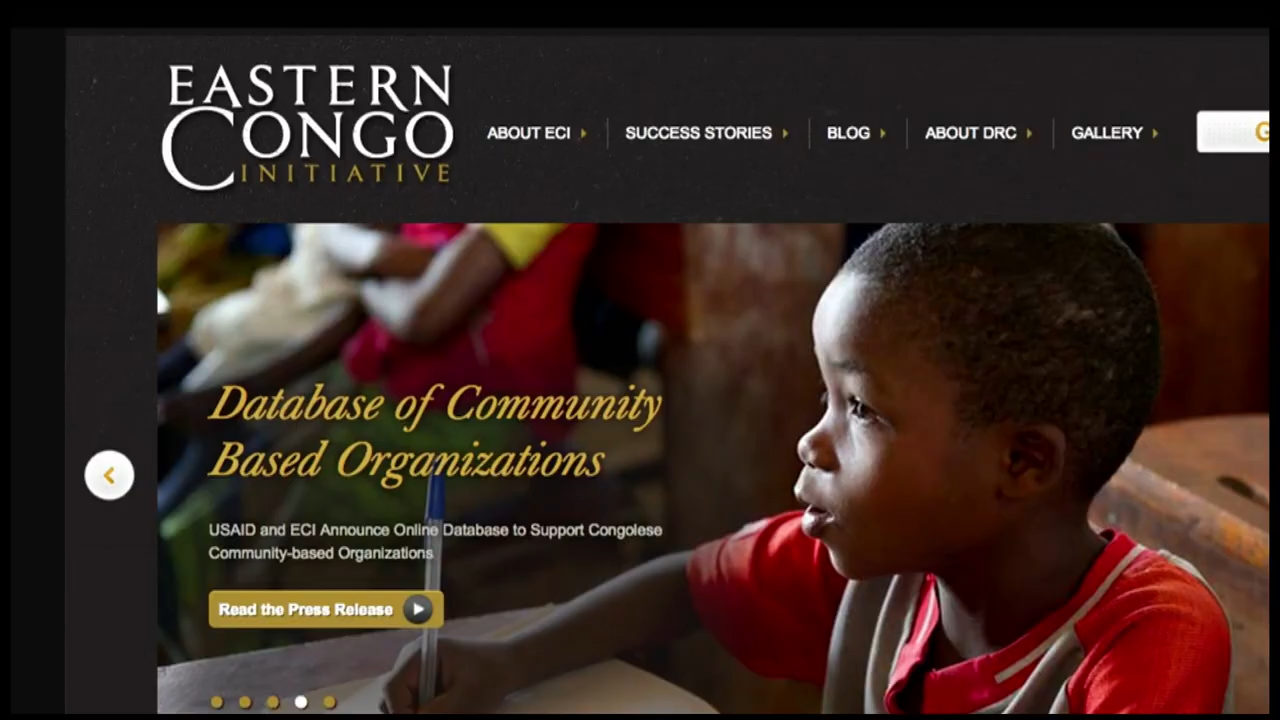 EASTERN
CONGO
INITIATIVE
ABOUT ECI
SUCCESS STORIES
BLOG
ABOUT DRC
GALLERY
G
Database of Community
Based Organizations
USAID and ECI Announce Online Database to Support Congolese
Community-based Organizations
Read the Press Release